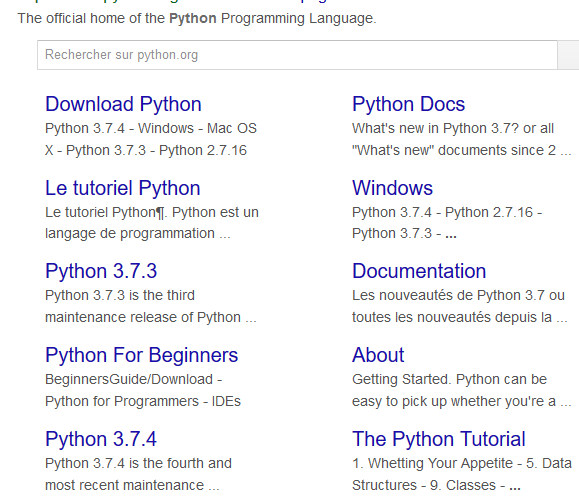 The official home of the Python Programming Language.
Rechercher sur python.org
Download Python
Python 3.7.4 - Windows - Mac OS
X - Python 3.7.3 - Python 2.7.16
Python Docs
What's new in Python 3.7? or all
"What's new" documents since 2 ...
Le tutoriel Python
Le tutoriel Python¶. Python est un
langage de programmation ...
Windows
Python 3.7.4 - Python 2.7.16 -
Python 3.7.3 - ...
Python 3.7.3
Python 3.7.3 is the third
maintenance release of Python ...
Documentation
Les nouveautés de Python 3.7 ou
toutes les nouveautés depuis la ...
Python For Beginners
BeginnersGuide/Download -
Python for Programmers - IDEs
About
Getting Started. Python can be
easy to pick up whether you're a ...
Python 3.7.4
Python 3.7.4 is the fourth and
most recent maintenance ...
The Python Tutorial
1. Whetting Your Appetite - 5. Data
Structures - 9. Classes - ...